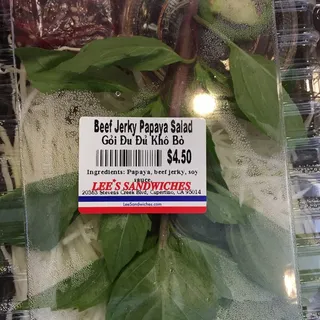 Beef Jerky Papaya Salad
Gỏi Đu Đủ Khô Bò
$4.50
Ingredients: Papaya, beef jerky, soy
sauce.
LEE'S SANDWICHES
20363 Stevens Creek Blvd, Cupertino, CA 95014
LeeSandwiches.com